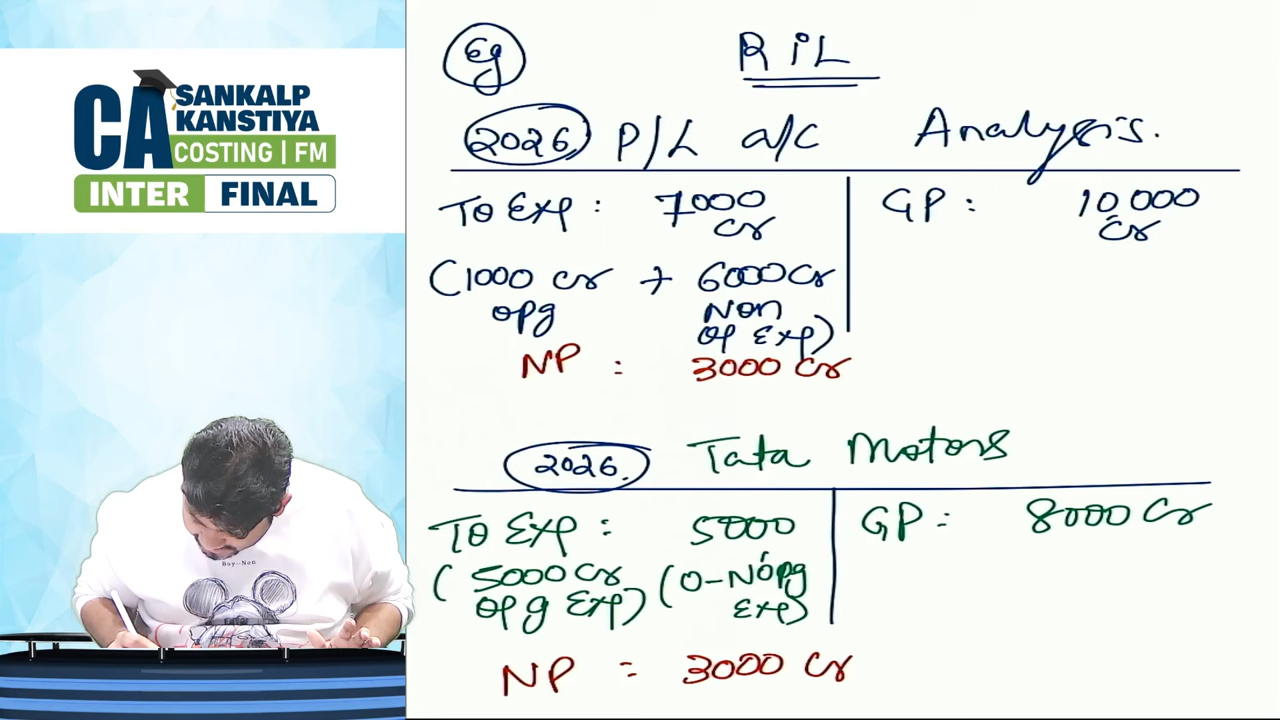 CA SANKALP
KANSTIYA
COSTING | FM
INTER FINAL
Boy-Non
Eg RIL
2026. P/L a/c Analysis.
To Exp : 7000 GP : 10,000
Cr Cr
(1000 Cr + 6000 Cr
opg Non
op Exp)
NP : 3000 Cr
2026. Tata Motors
To Exp : 5000 GP = 8000 Cr
(5000 Cr (0-Nopg
opg Exp) Exp)
NP = 3000 Cr